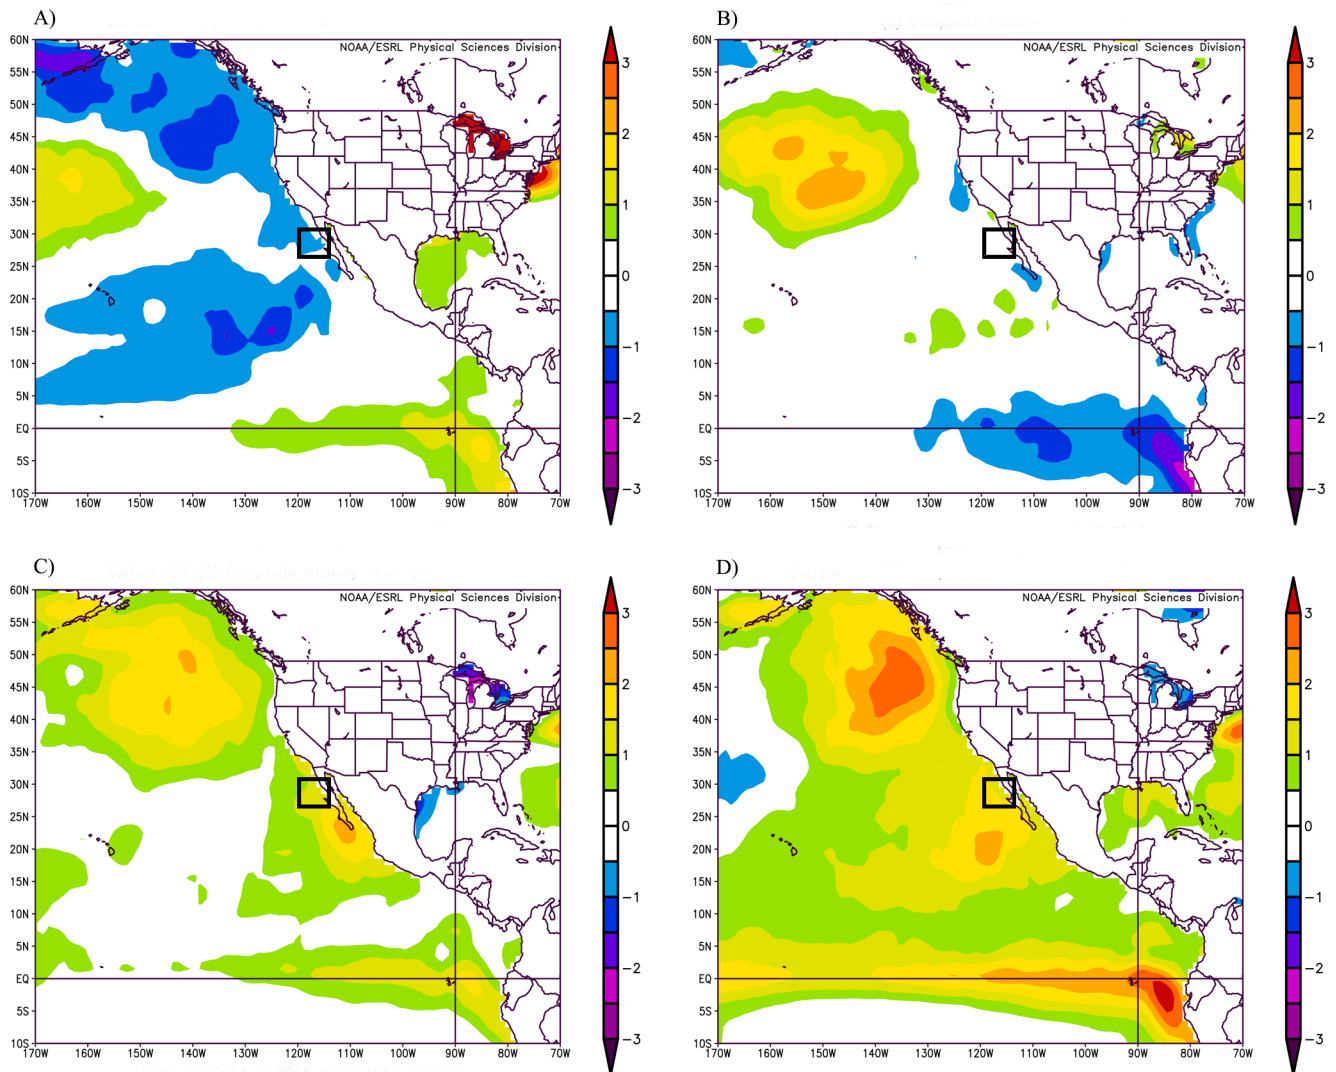 A)
B)
(C) Composite Anom
NOAA/ESRL Physical Sciences Division
NOAA/ESRL Physical Sciences Division
60N
55N
50N
45N
40N
35N
30N
25N
20N
15N
10N
5N
EQ
5S
10S
170W 160W 150W 140W 130W 120W 110W 100W 90W 80W 70W
3
2
1
0
-1
-2
-3
60N
55N
50N
45N
40N
35N
30N
25N
20N
15N
10N
5N
EQ
5S
10S
170W 160W 150W 140W 130W 120W 110W 100W 90W 80W 70W
3
2
1
0
-1
-2
-3
C)
D)
Surface SST (C) Composite Anomaly
Surface
NOAA/ESRL Physical Sciences Division
NOAA/ESRL Physical Sciences Division
60N
55N
50N
45N
40N
35N
30N
25N
20N
15N
10N
5N
EQ
5S
10S
170W 160W 150W 140W 130W 120W 110W 100W 90W 80W 70W
3
2
1
0
-1
-2
-3
60N
55N
50N
45N
40N
35N
30N
25N
20N
15N
10N
5N
EQ
5S
10S
170W 160W 150W 140W 130W 120W 110W 100W 90W 80W 70W
3
2
1
0
-1
-2
-3